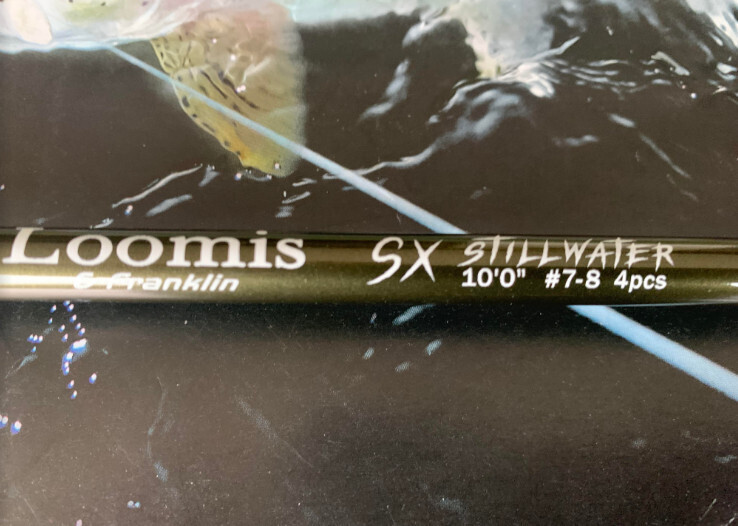 Loomis
& Franklin
SX STILLWATER
10'0" #7-8 4pcs